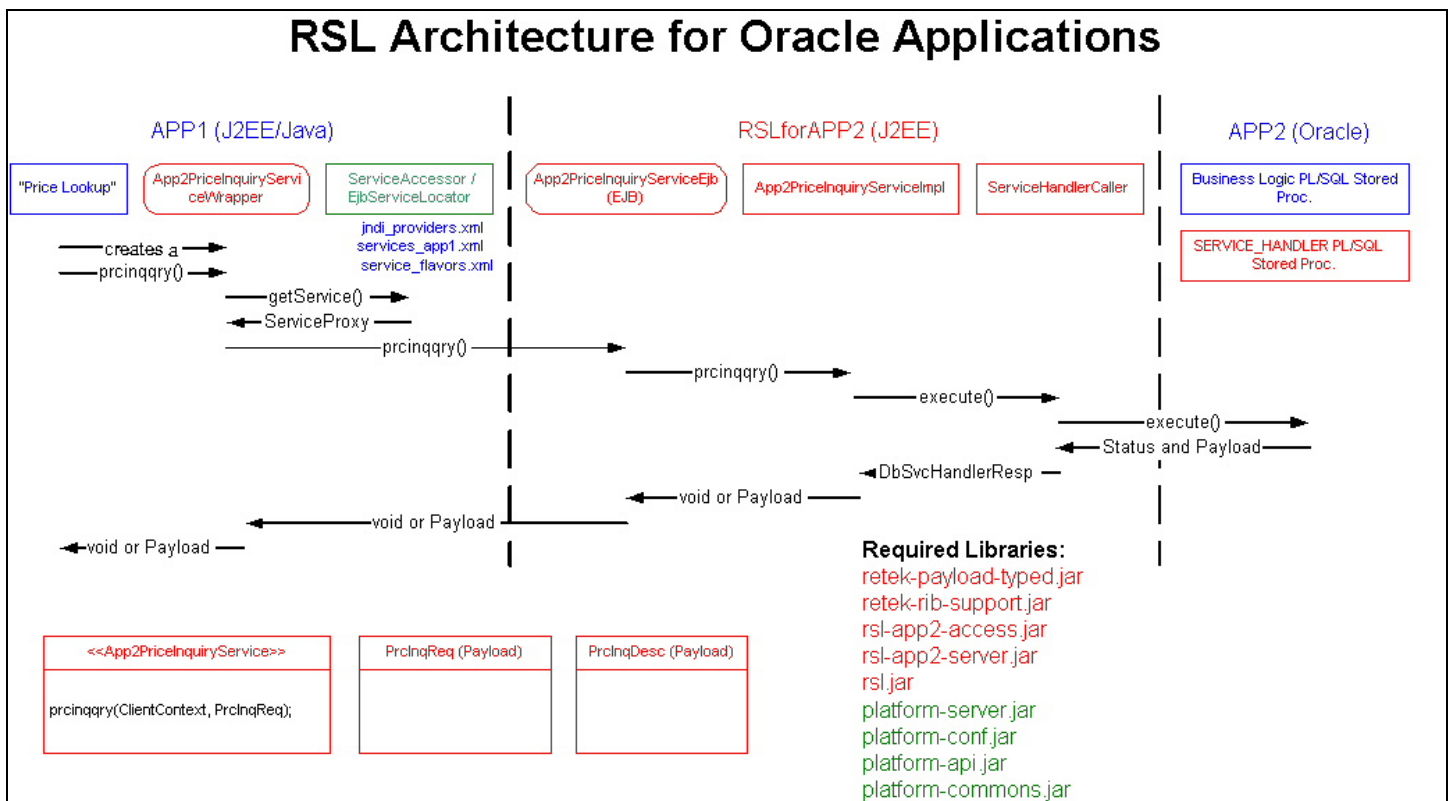 RSL Architecture for Oracle Applications
APP1 (J2EE/Java)
RSLforAPP2 (J2EE)
APP2 (Oracle)
"Price Lookup"
App2PriceInquiryServi
ceWrapper
ServiceAccessor /
EjbServiceLocator
App2PriceInquiryServiceEjb
(EJB)
App2PriceInquiryServiceImpl
ServiceHandlerCaller
Business Logic PL/SQL Stored
Proc.
jndi_providers.xml
services_app1.xml
service_flavors.xml
SERVICE_HANDLER PL/SQL
Stored Proc.
creates a
prcinqqry()
getService()
ServiceProxy
prcinqqry()
prcinqqry()
execute()
execute()
Status and Payload
DbSvcHandlerResp
void or Payload
void or Payload
void or Payload
Required Libraries:
retek-payload-typed.jar
retek-rib-support.jar
rsl-app2-access.jar
rsl-app2-server.jar
rsl.jar
platform-server.jar
platform-conf.jar
platform-api.jar
platform-commons.jar
<<App2PriceInquiryService>>
prcinqqry(ClientContext, PrcInqReq);
PrcInqReq (Payload)
PrcInqDesc (Payload)